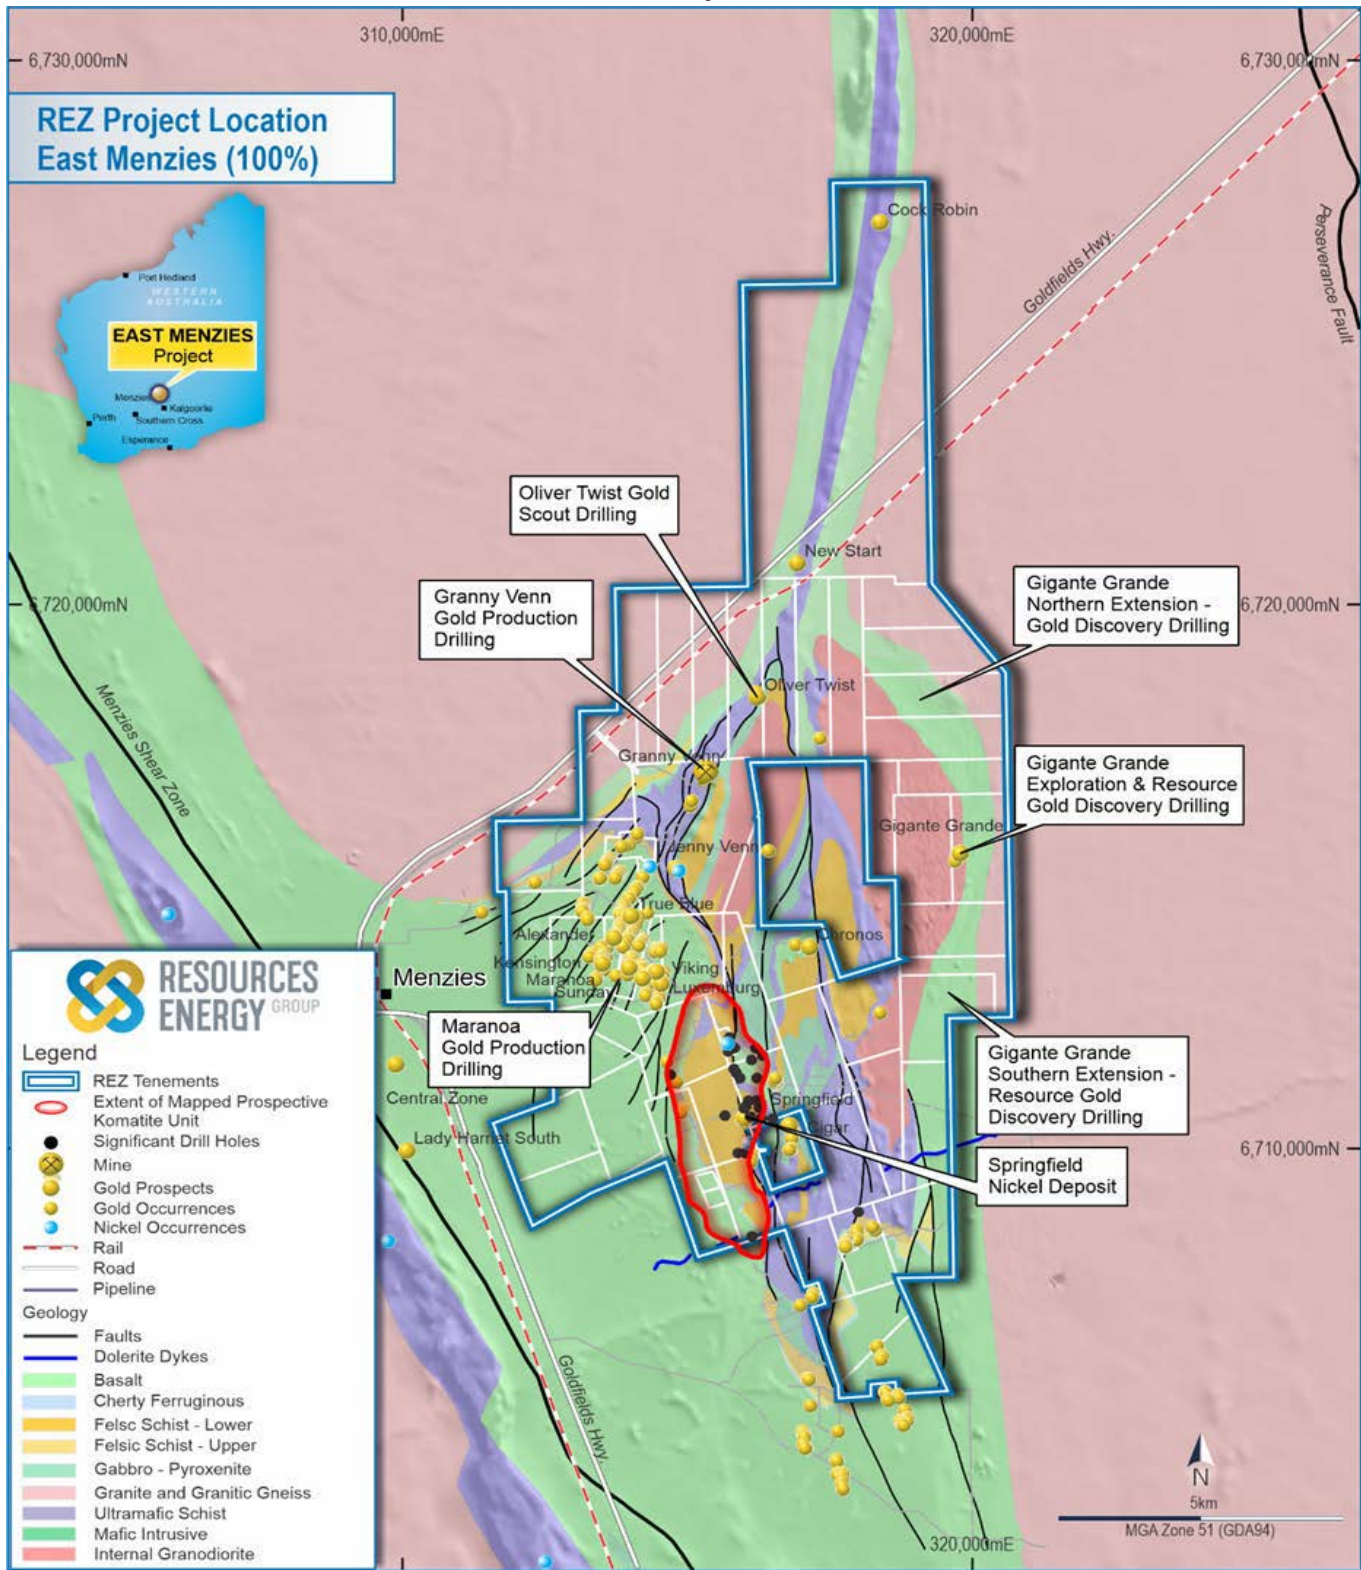 310,000mE
320,000mE
6,730,000mN
6,730,000mN
REZ Project Location
East Menzies (100%)
Port Hedland
WESTERN
AUSTRALIA
EAST MENZIES
Project
Menzies
Kalgoorlie
Perth
Southern Cross
Esperance
Cock Robin
Goldfields Hwy.
Perseverance Fault
Oliver Twist Gold
Scout Drilling
New Start
Granny Venn
Gold Production
Drilling
Gigante Grande
Northern Extension -
Gold Discovery Drilling
6,720,000mN
6,720,000mN
Menzies Shear Zone
Oliver Twist
Granny Venn
Gigante Grande
Exploration & Resource
Gold Discovery Drilling
Gigante Grande
Jenny Venn
True Blue
Alexander
Chronos
Kensington
Viking
Maranoa
Luxemburg
Sunday
Menzies
Maranoa
Gold Production
Drilling
Gigante Grande
Southern Extension -
Resource Gold
Discovery Drilling
Central Zone
Springfield
Cigar
Lady Harriet South
6,710,000mN
Springfield
Nickel Deposit
Goldfields Hwy.
RESOURCES
ENERGY GROUP
Legend
REZ Tenements
Extent of Mapped Prospective
Komatite Unit
Significant Drill Holes
Mine
Gold Prospects
Gold Occurrences
Nickel Occurrences
Rail
Road
Pipeline
Geology
Faults
Dolerite Dykes
Basalt
Cherty Ferruginous
Felsc Schist - Lower
Felsic Schist - Upper
Gabbro - Pyroxenite
Granite and Granitic Gneiss
Ultramafic Schist
Mafic Intrusive
Internal Granodiorite
N
5km
MGA Zone 51 (GDA94)
320,000mE